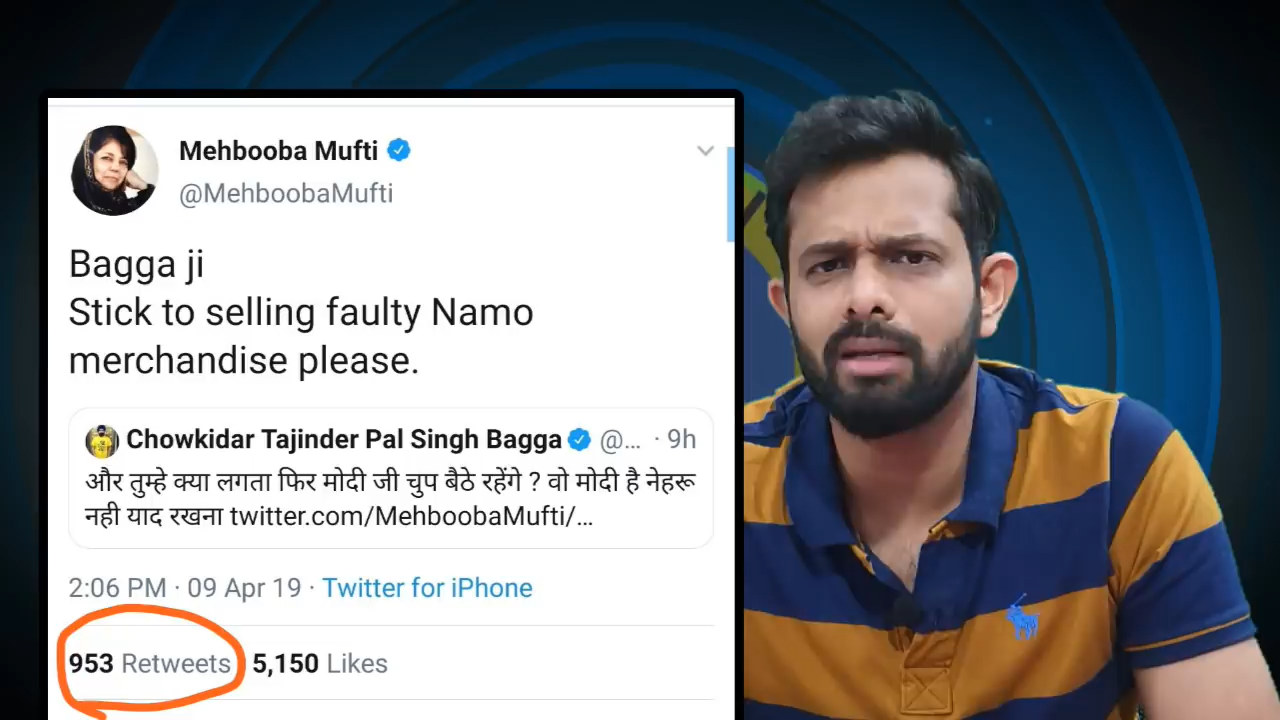 Mehbooba Mufti
@MehboobaMufti
Bagga ji
Stick to selling faulty Namo
merchandise please.
Chowkidar Tajinder Pal Singh Bagga @... · 9h
और तुम्हे क्या लगता फिर मोदी जी चुप बैठे रहेंगे ? वो मोदी है नेहरू
नही याद रखना twitter.com/MehboobaMufti/...
2:06 PM · 09 Apr 19 · Twitter for iPhone
953 Retweets 5,150 Likes